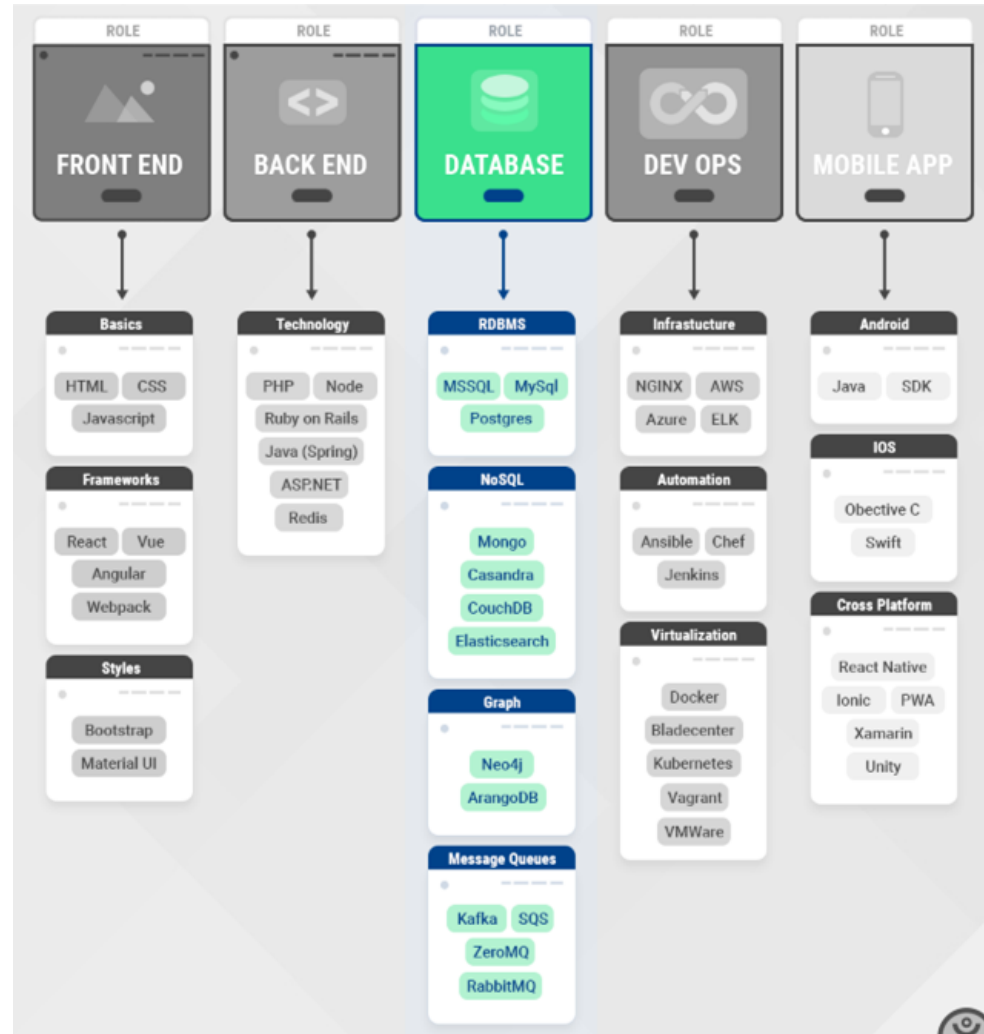 ROLE
FRONT END
Basics
HTML CSS
Javascript
Frameworks
React Vue
Angular
Webpack
Styles
Bootstrap
Material UI
ROLE
BACK END
Technology
PHP Node
Ruby on Rails
Java (Spring)
ASP.NET
Redis
ROLE
DATABASE
RDBMS
MSSQL MySql
Postgres
NoSQL
Mongo
Casandra
CouchDB
Elasticsearch
Graph
Neo4j
ArangoDB
Message Queues
Kafka SQS
ZeroMQ
RabbitMQ
ROLE
DEV OPS
Infrastucture
NGINX AWS
Azure ELK
Automation
Ansible Chef
Jenkins
Virtualization
Docker
Bladecenter
Kubernetes
Vagrant
VMWare
ROLE
MOBILE APP
Android
Java SDK
IOS
Obective C
Swift
Cross Platform
React Native
Ionic PWA
Xamarin
Unity